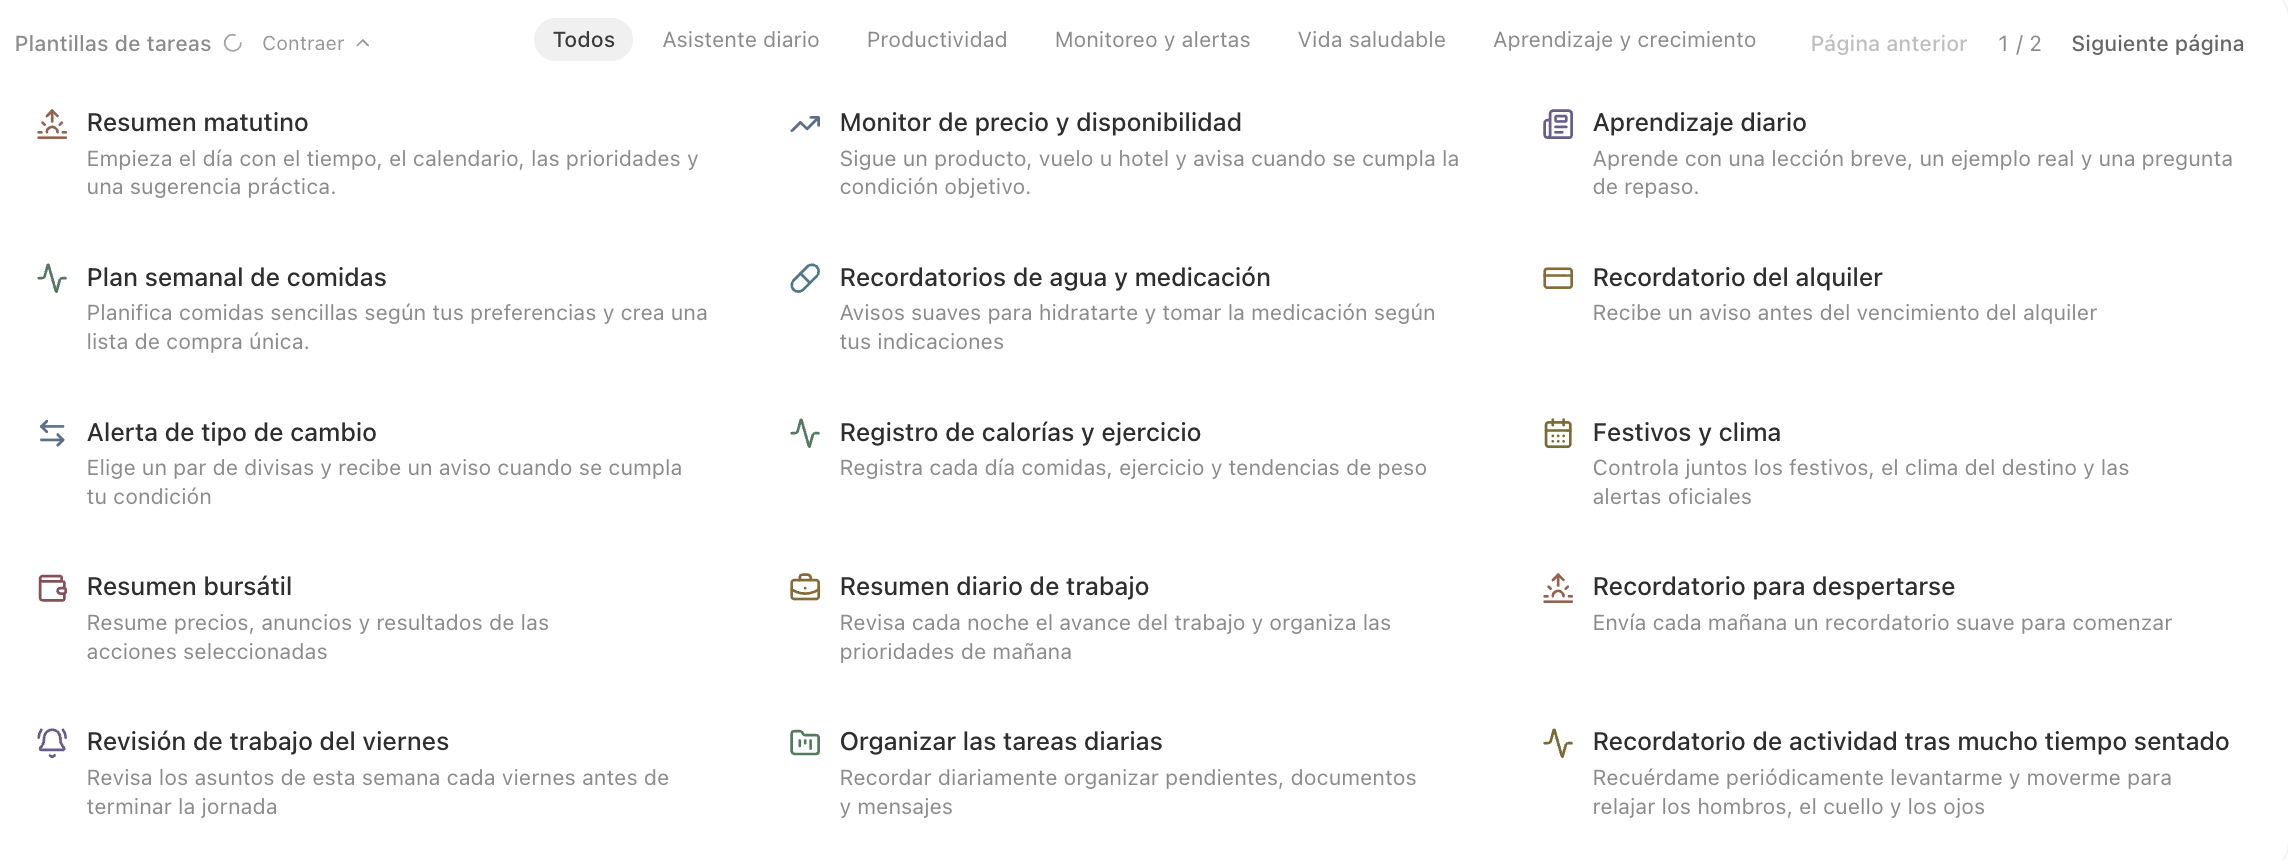 Plantillas de tareas
Contraer
Todos
Asistente diario
Productividad
Monitoreo y alertas
Vida saludable
Aprendizaje y crecimiento
Página anterior
1 / 2
Siguiente página
Resumen matutino
Empieza el día con el tiempo, el calendario, las prioridades y
una sugerencia práctica.
Monitor de precio y disponibilidad
Sigue un producto, vuelo u hotel y avisa cuando se cumpla la
condición objetivo.
Aprendizaje diario
Aprende con una lección breve, un ejemplo real y una pregunta
de repaso.
Plan semanal de comidas
Planifica comidas sencillas según tus preferencias y crea una
lista de compra única.
Recordatorios de agua y medicación
Avisos suaves para hidratarte y tomar la medicación según
tus indicaciones
Recordatorio del alquiler
Recibe un aviso antes del vencimiento del alquiler
Alerta de tipo de cambio
Elige un par de divisas y recibe un aviso cuando se cumpla
tu condición
Registro de calorías y ejercicio
Registra cada día comidas, ejercicio y tendencias de peso
Festivos y clima
Controla juntos los festivos, el clima del destino y las
alertas oficiales
Resumen bursátil
Resume precios, anuncios y resultados de las
acciones seleccionadas
Resumen diario de trabajo
Revisa cada noche el avance del trabajo y organiza las
prioridades de mañana
Recordatorio para despertarse
Envía cada mañana un recordatorio suave para comenzar
Revisión de trabajo del viernes
Revisa los asuntos de esta semana cada viernes antes de
terminar la jornada
Organizar las tareas diarias
Recordar diariamente organizar pendientes, documentos
y mensajes
Recordatorio de actividad tras mucho tiempo sentado
Recuérdame periódicamente levantarme y moverme para
relajar los hombros, el cuello y los ojos